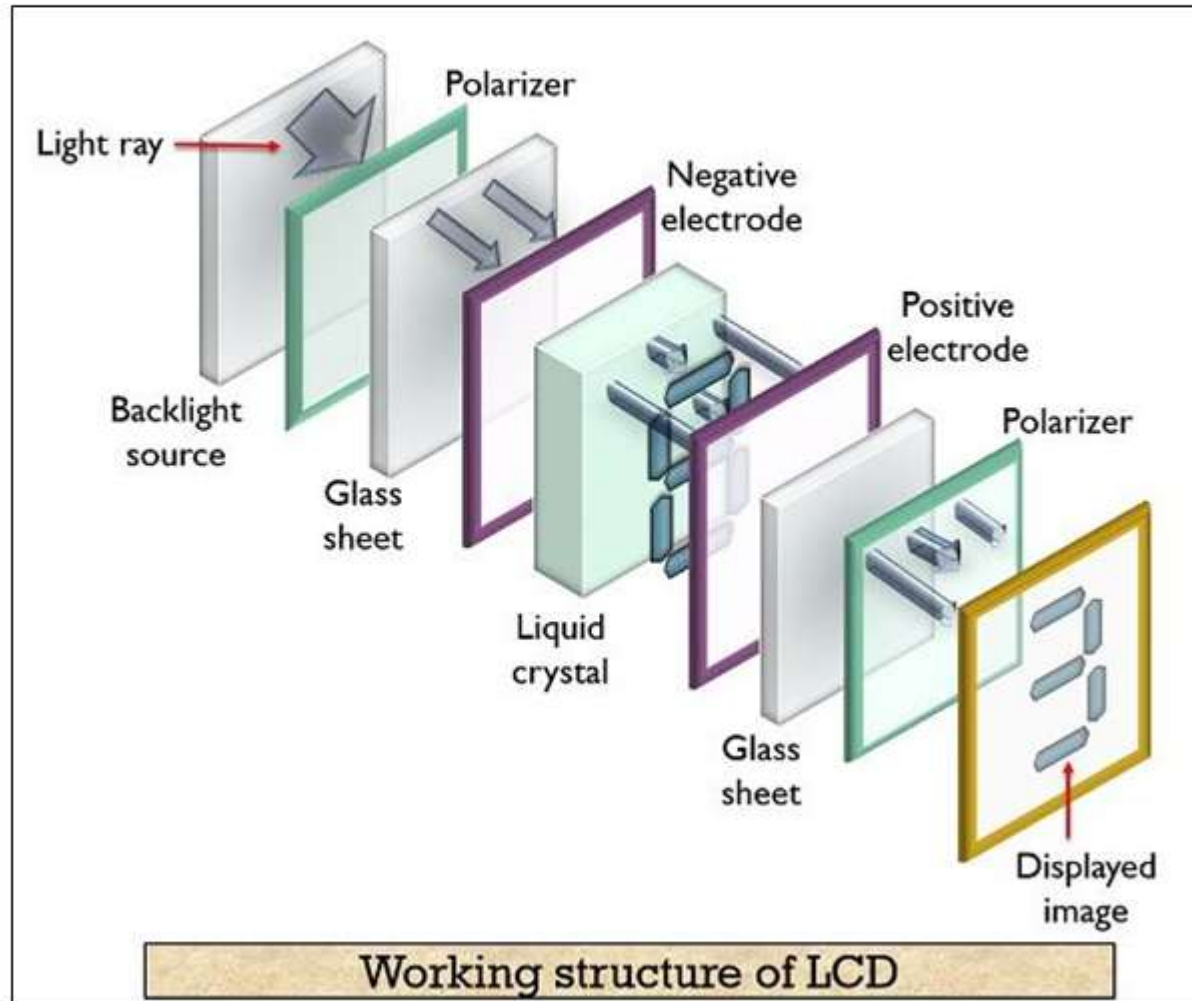 Polarizer
Light ray
Negative
electrode
Positive
electrode
Backlight
source
Polarizer
Glass
sheet
Liquid
crystal
Glass
sheet
Displayed
image
Working structure of LCD